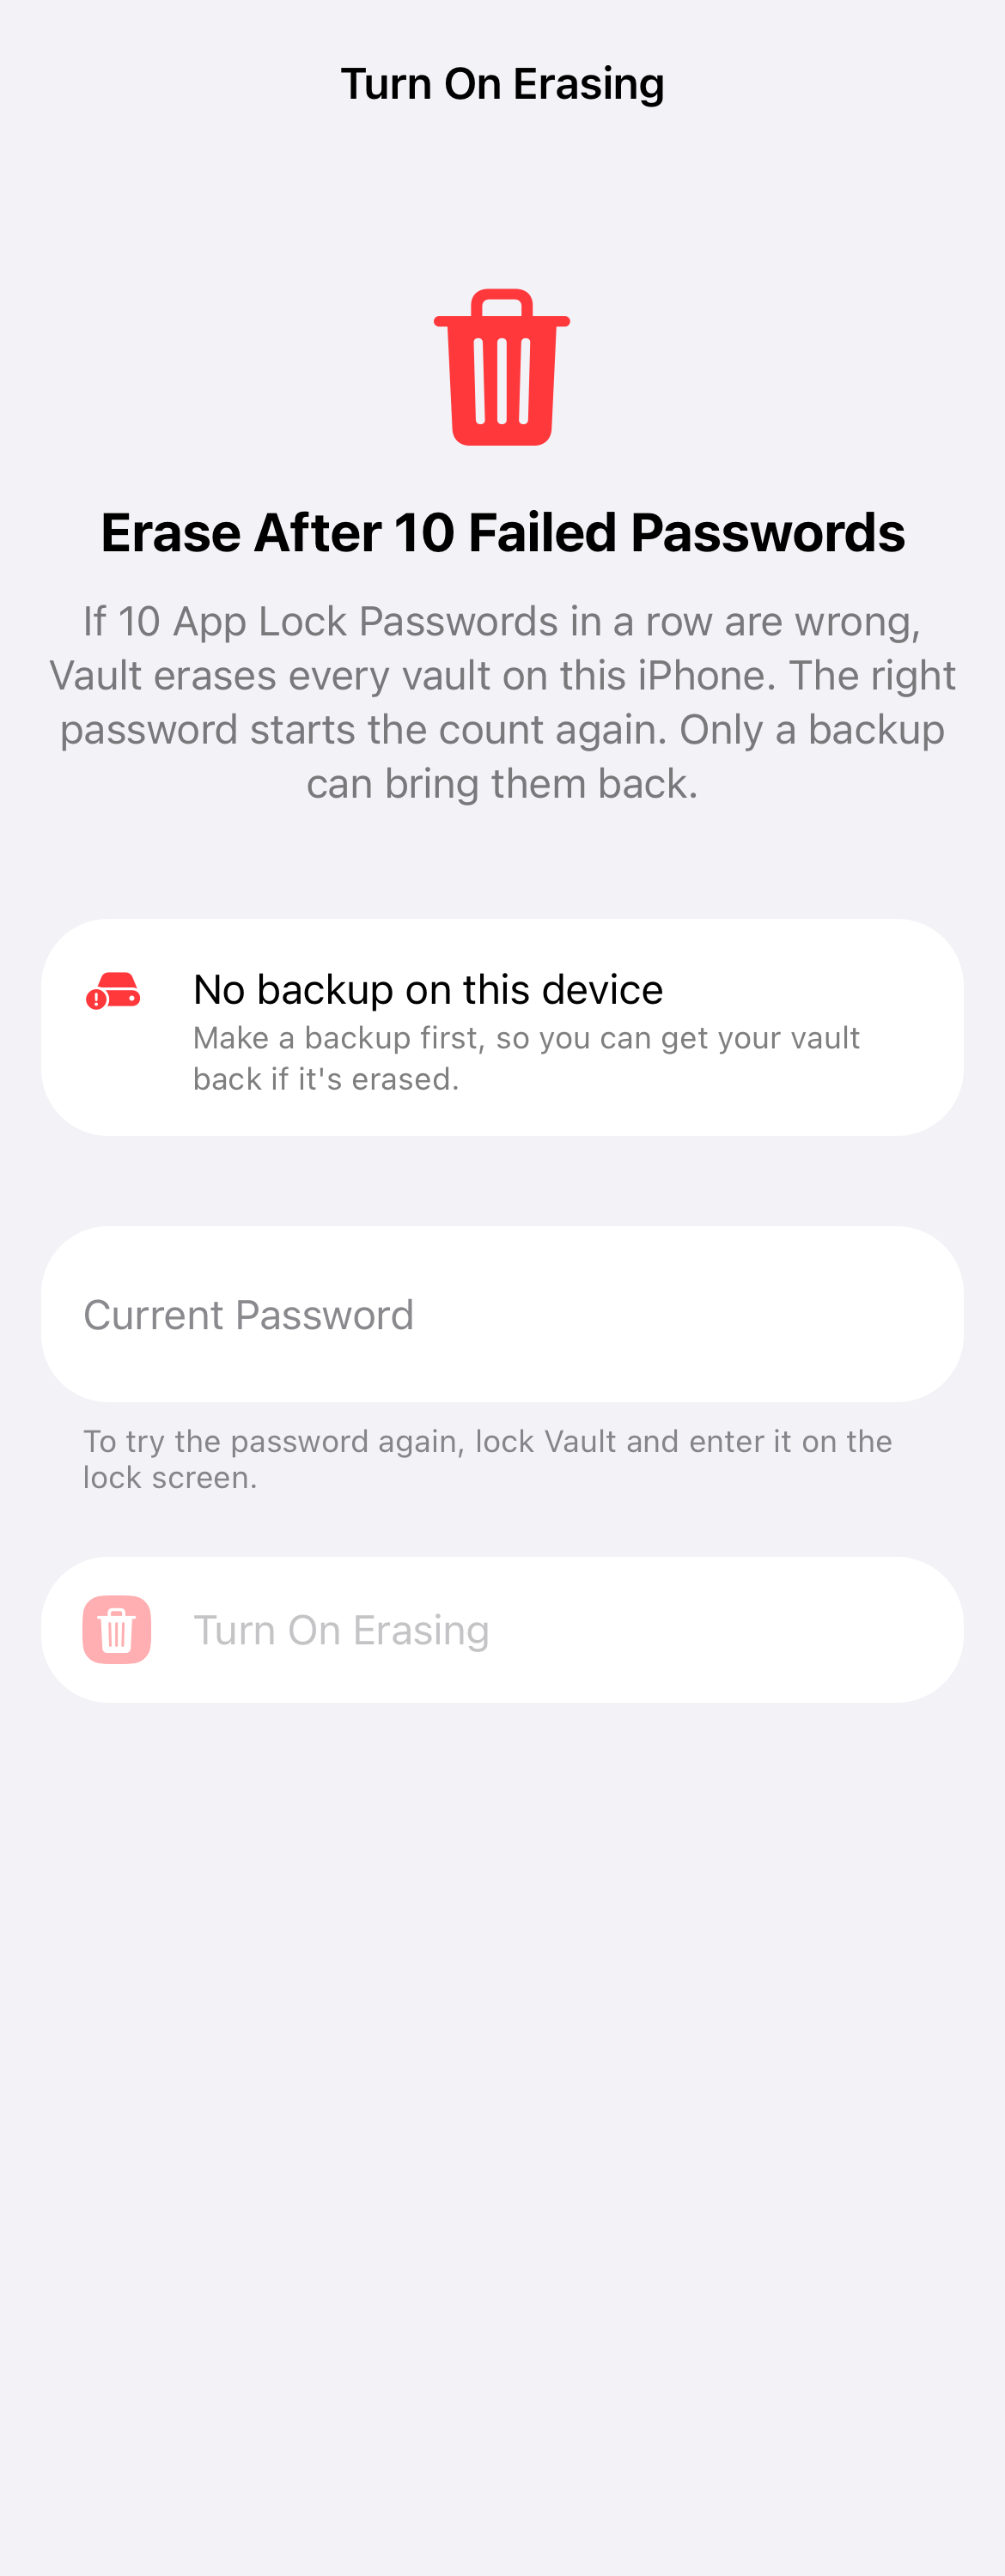 Turn On Erasing
Erase After 10 Failed Passwords
If 10 App Lock Passwords in a row are wrong,
Vault erases every vault on this iPhone. The right
password starts the count again. Only a backup
can bring them back.
No backup on this device
Make a backup first, so you can get your vault
back if it's erased.
Current Password
To try the password again, lock Vault and enter it on the
lock screen.
Turn On Erasing